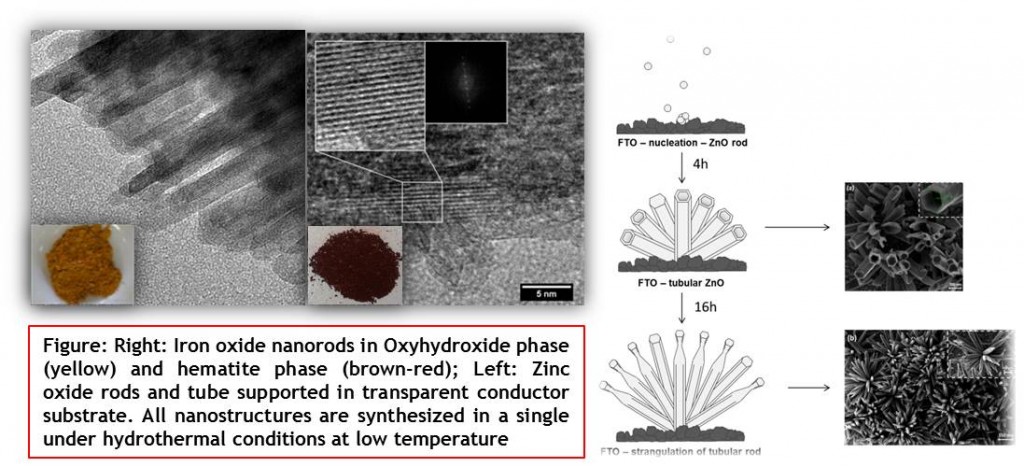 5 nm
Figure: Right: Iron oxide nanorods in Oxyhydroxide phase
(yellow) and hematite phase (brown-red); Left: Zinc
oxide rods and tube supported in transparent conductor
substrate. All nanostructures are synthesized in a single
under hydrothermal conditions at low temperature
FTO – nucleation – ZnO rod
4h
FTO – tubular ZnO
16h
FTO – strangulation of tubular rod
(a)
(b)